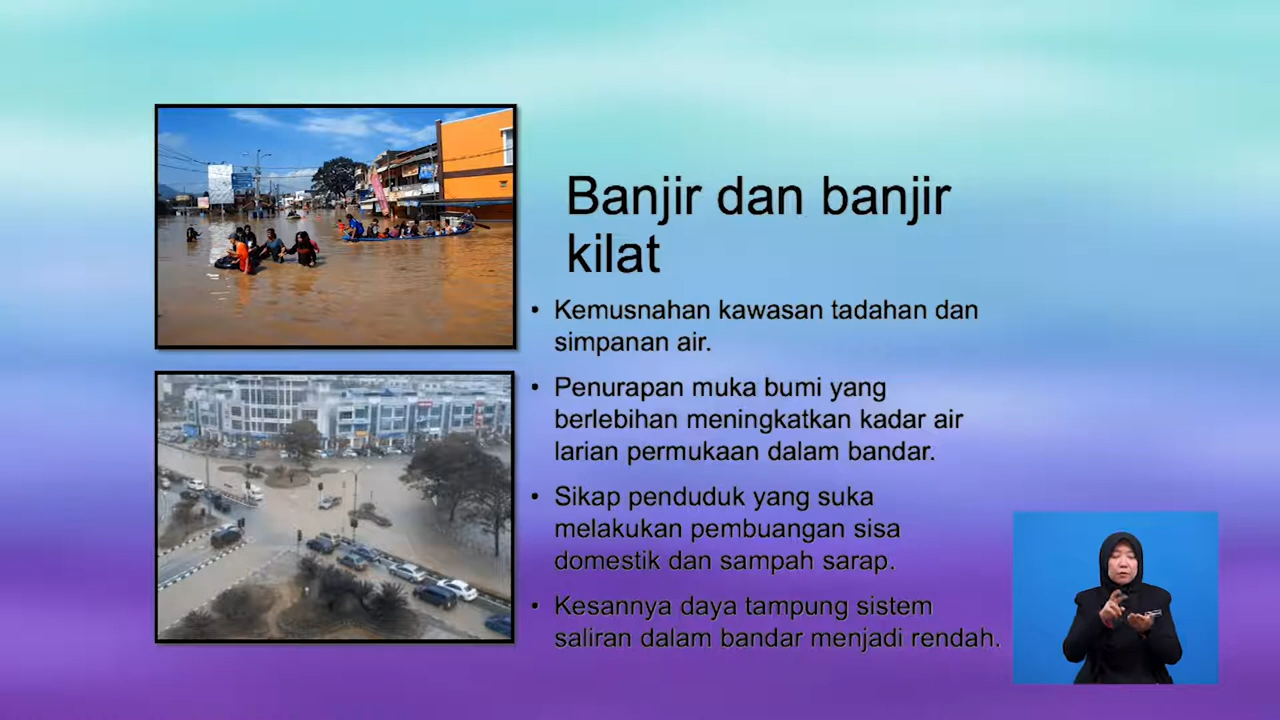 Banjir dan banjir
kilat
• Kemusnahan kawasan tadahan dan
simpanan air.
• Penurapan muka bumi yang
berlebihan meningkatkan kadar air
larian permukaan dalam bandar.
• Sikap penduduk yang suka
melakukan pembuangan sisa
domestik dan sampah sarap.
• Kesannya daya tampung sistem
saliran dalam bandar menjadi rendah.